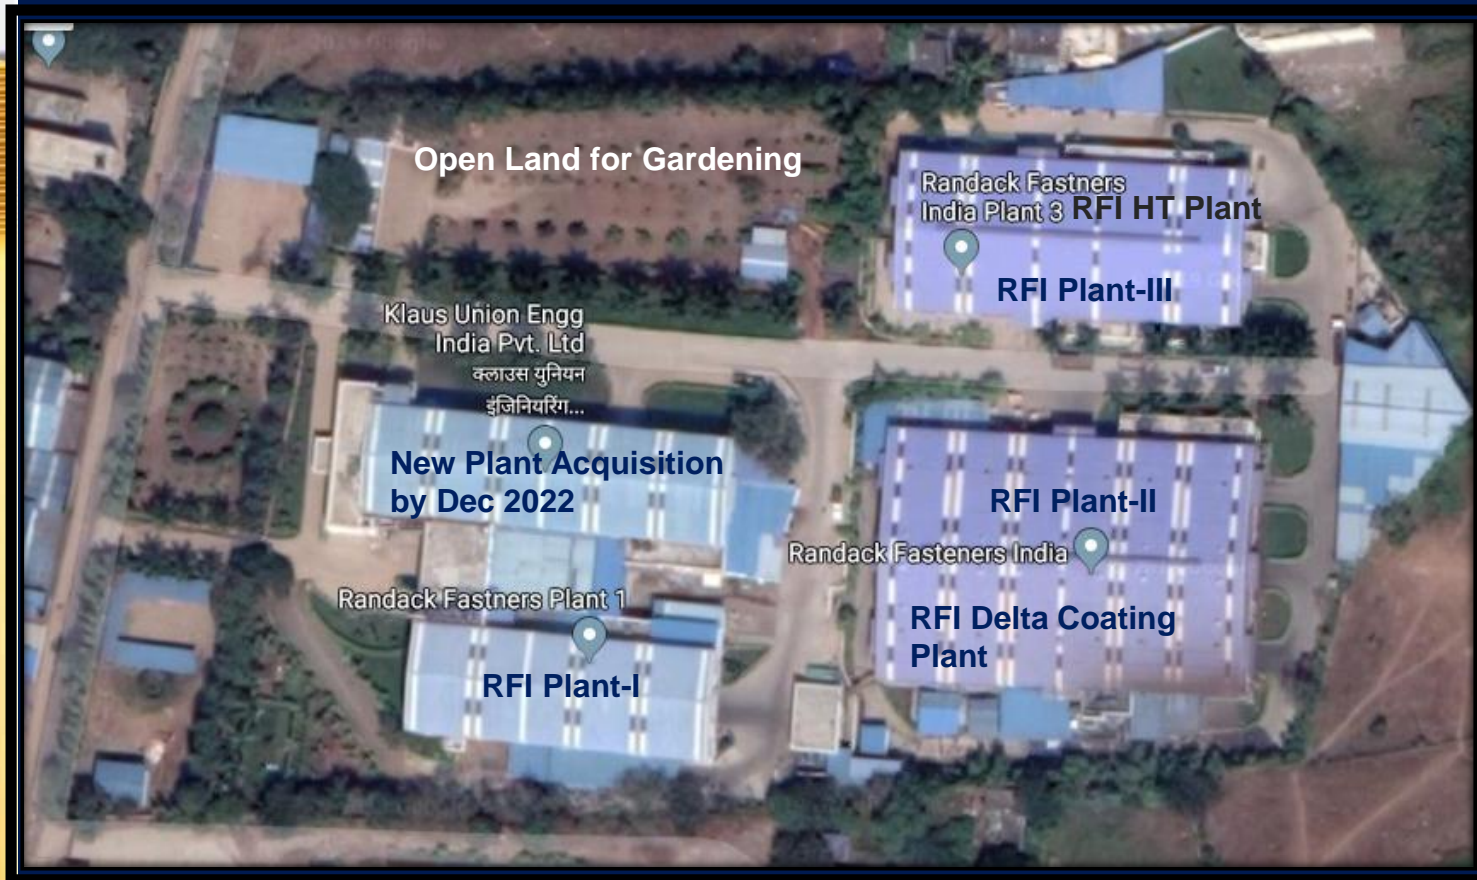 Open Land for Gardening
Randack Fastners
India Plant 3
RFI HT Plant
RFI Plant-III
Klaus Union Engg
India Pvt. Ltd
क्लाउस युनियन
इंजिनियरिंग...
New Plant Acquisition
by Dec 2022
RFI Plant-II
Randack Fasteners India
Randack Fastners Plant 1
RFI Delta Coating
Plant
RFI Plant-I